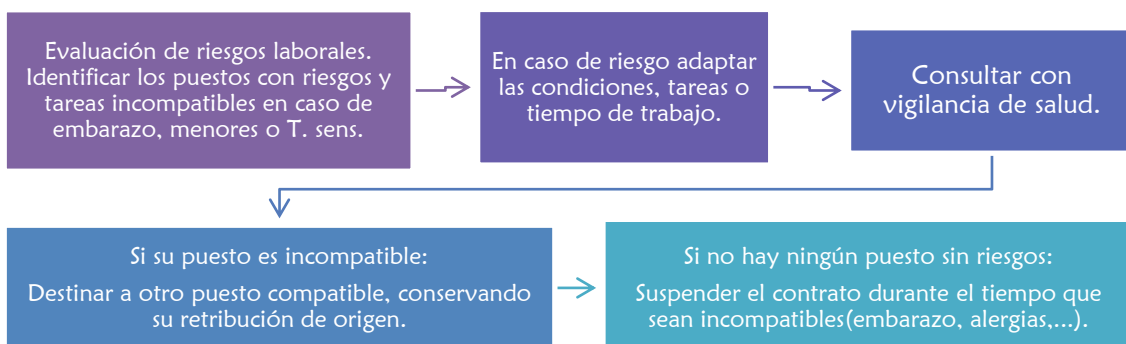 Evaluación de riesgos laborales.
Identificar los puestos con riesgos y
tareas incompatibles en caso de
embarazo, menores o T. sens.
En caso de riesgo adaptar
las condiciones, tareas o
tiempo de trabajo.
Consultar con
vigilancia de salud.
Si su puesto es incompatible:
Destinar a otro puesto compatible, conservando
su retribución de origen.
Si no hay ningún puesto sin riesgos:
Suspender el contrato durante el tiempo que
sean incompatibles(embarazo, alergias,...).